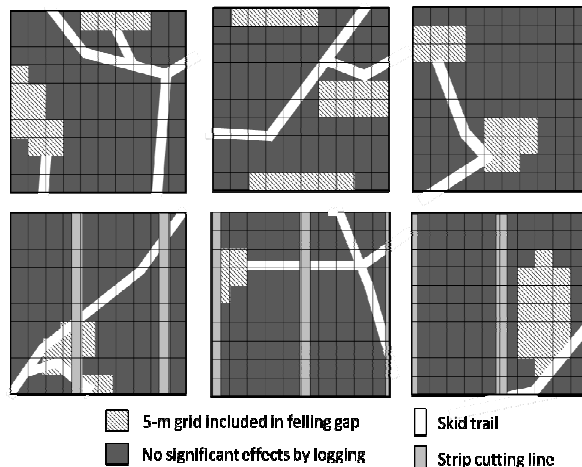 5-m grid included in felling gap
Skid trail
No significant effects by logging
Strip cutting line